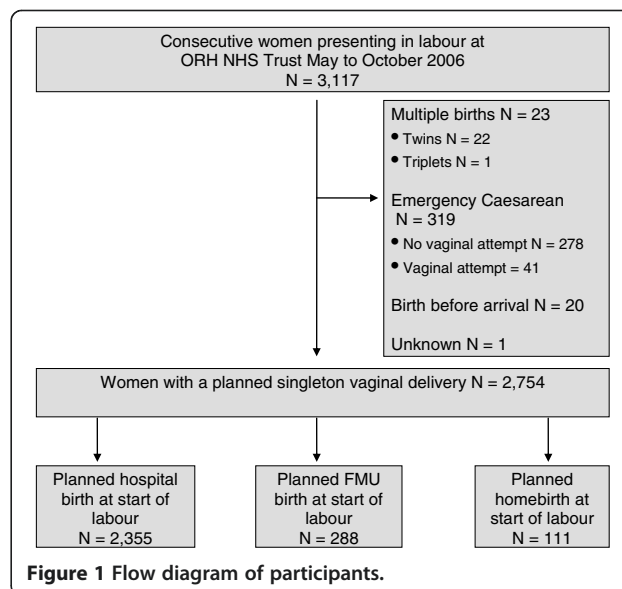 Consecutive women presenting in labour at
ORH NHS Trust May to October 2006
N = 3,117
Multiple births N = 23
• Twins N = 22
• Triplets N = 1
Emergency Caesarean
N = 319
• No vaginal attempt N = 278
• Vaginal attempt = 41
Birth before arrival N = 20
Unknown N = 1
Women with a planned singleton vaginal delivery N = 2,754
Planned hospital
birth at start of
labour
N = 2,355
Planned FMU
birth at start of
labour
N = 288
Planned
homebirth at
start of labour
N = 111
Figure 1 Flow diagram of participants.